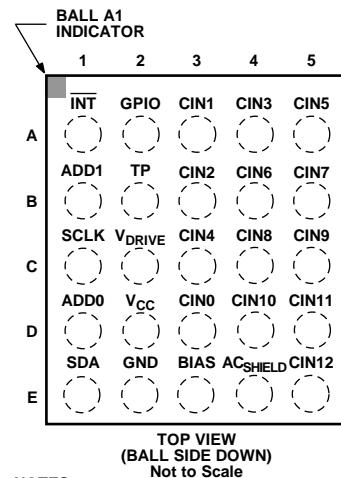 BALL A1
INDICATOR
1 2 3 4 5
INT GPIO CIN1 CIN3 CIN5
A
ADD1 TP CIN2 CIN6 CIN7
B
SCLK VDRIVE CIN4 CIN8 CIN9
C
ADD0 VCC CIN0 CIN10 CIN11
D
SDA GND BIAS ACSHIELD CIN12
E
TOP VIEW
(BALL SIDE DOWN)
Not to Scale